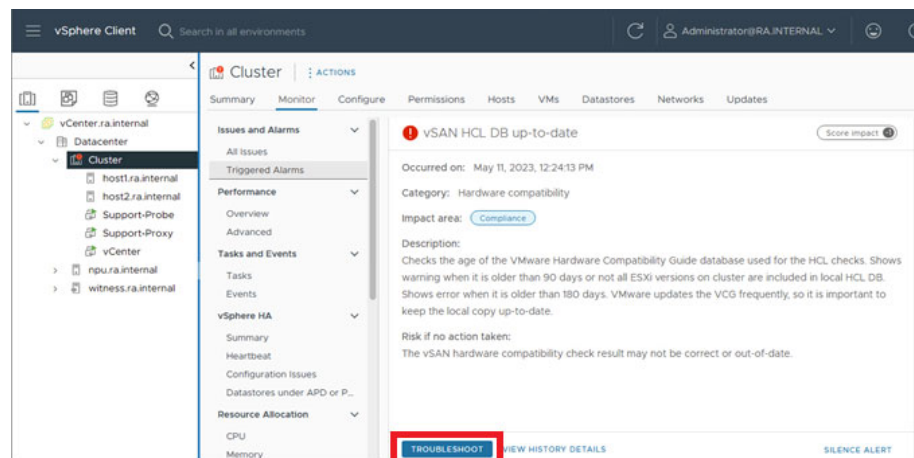 vSphere Client
Search in all environments
Administrator@RA.INTERNAL
Cluster
ACTIONS
Summary Monitor Configure Permissions Hosts VMs Datastores Networks Updates
vCenter.ra.internal
Datacenter
Cluster
host1.ra.internal
host2.ra.internal
Support-Probe
Support-Proxy
vCenter
npu.ra.internal
witness.ra.internal
Issues and Alarms
All Issues
Triggered Alarms
Performance
Overview
Advanced
Tasks and Events
Tasks
Events
vSphere HA
Summary
Heartbeat
Configuration Issues
Datastores under APD or P...
Resource Allocation
CPU
Memory
vSAN HCL DB up-to-date
Score impact
Occurred on: May 11, 2023, 12:24:13 PM
Category: Hardware compatibility
Impact area: Compliance
Description:
Checks the age of the VMware Hardware Compatibility Guide database used for the HCL checks. Shows
warning when it is older than 90 days or not all ESXi versions on cluster are included in local HCL DB.
Shows error when it is older than 180 days. VMware updates the VCG frequently, so it is important to
keep the local copy up-to-date.
Risk if no action taken:
The vSAN hardware compatibility check result may not be correct or out-of-date.
TROUBLESHOOT
VIEW HISTORY DETAILS
SILENCE ALERT